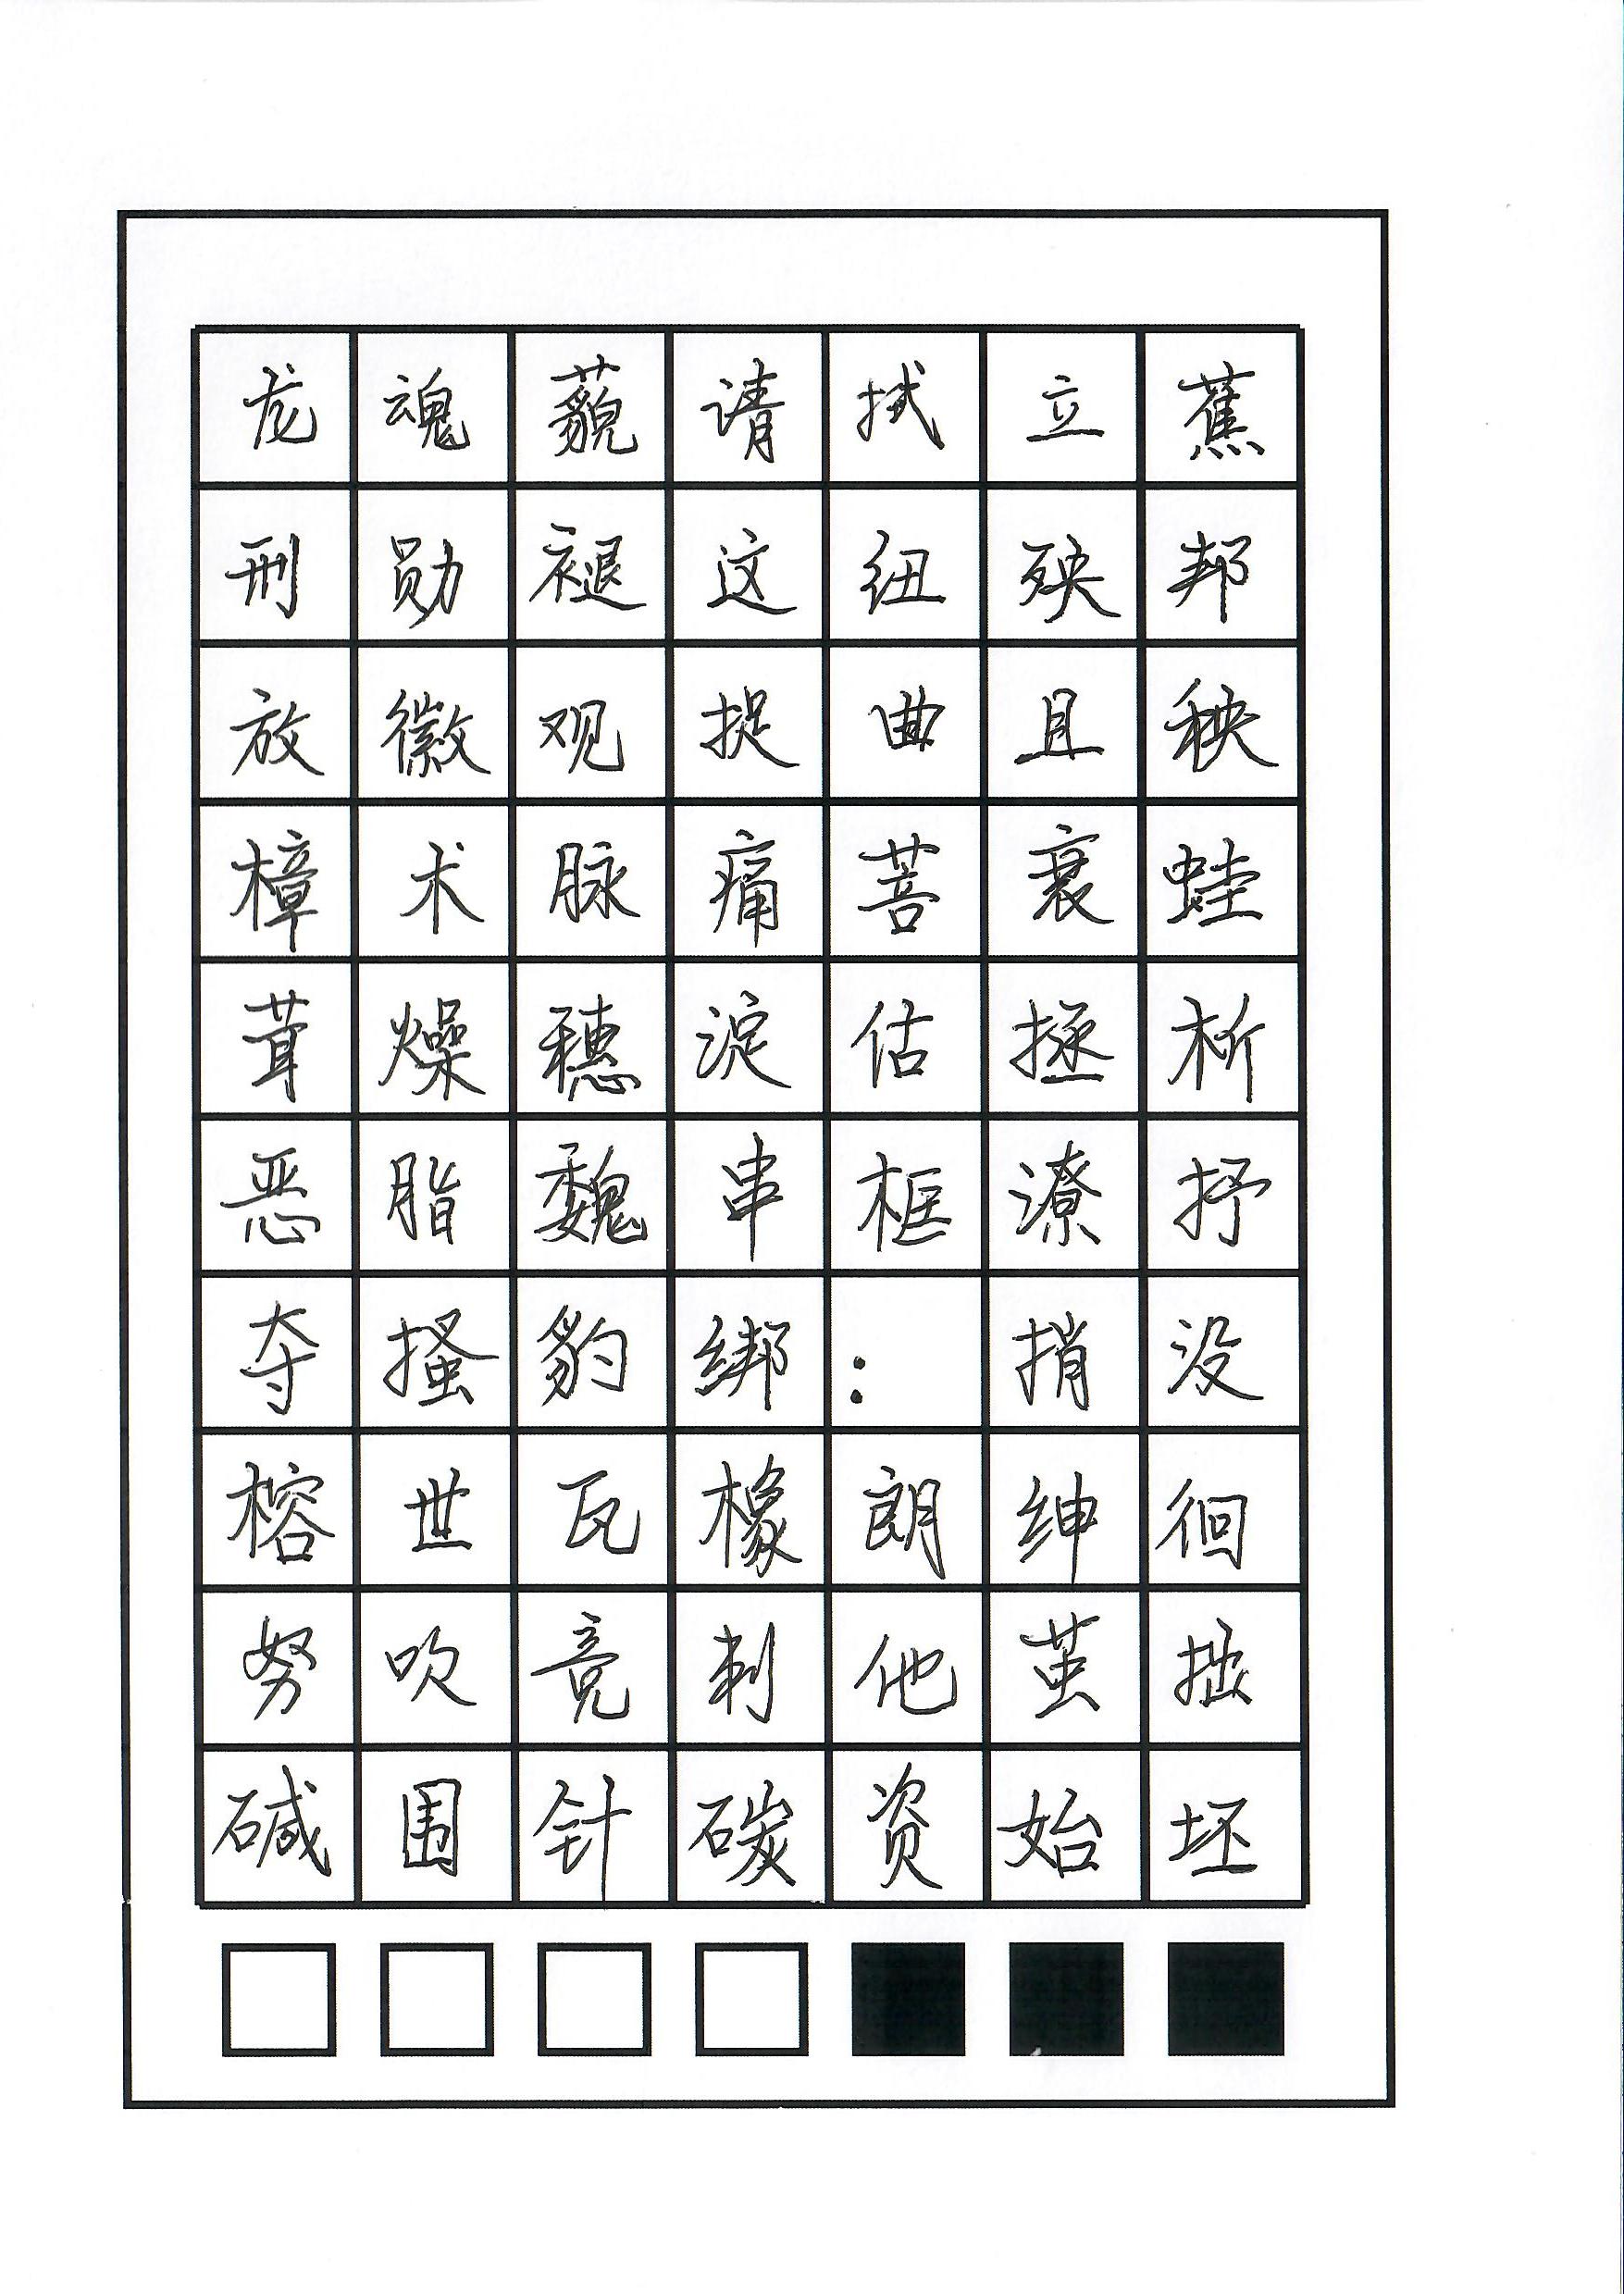 龙魂藐请拭立蕉
刑勋褪这纽殃邦
放徽观捉曲且秧
樟术脉痛菩衰蛙
茸燥穗淀估拯析
恶脂魏串框潦抒
夺搔豹绑：捎没
榕世瓦橡朗绅徊
努吹竟刺他茧拙
碱围针碳资始坯